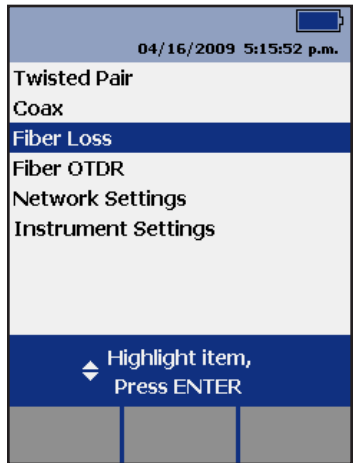 04/16/2009 5:15:52 p.m.
Twisted Pair
Coax
Fiber Loss
Fiber OTDR
Network Settings
Instrument Settings
Highlight item,
Press ENTER